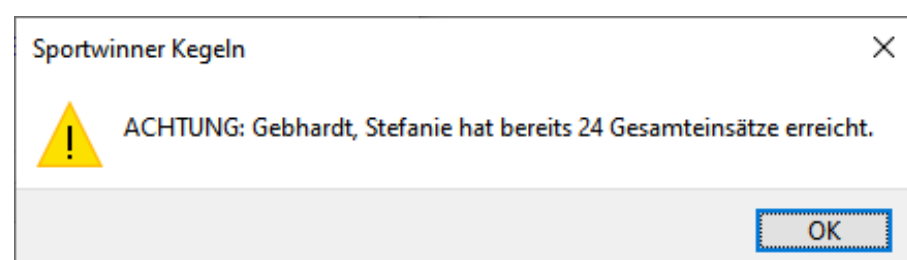 Sportwinner Kegeln
ACHTUNG: Gebhardt, Stefanie hat bereits 24 Gesamteinsätze erreicht.
OK